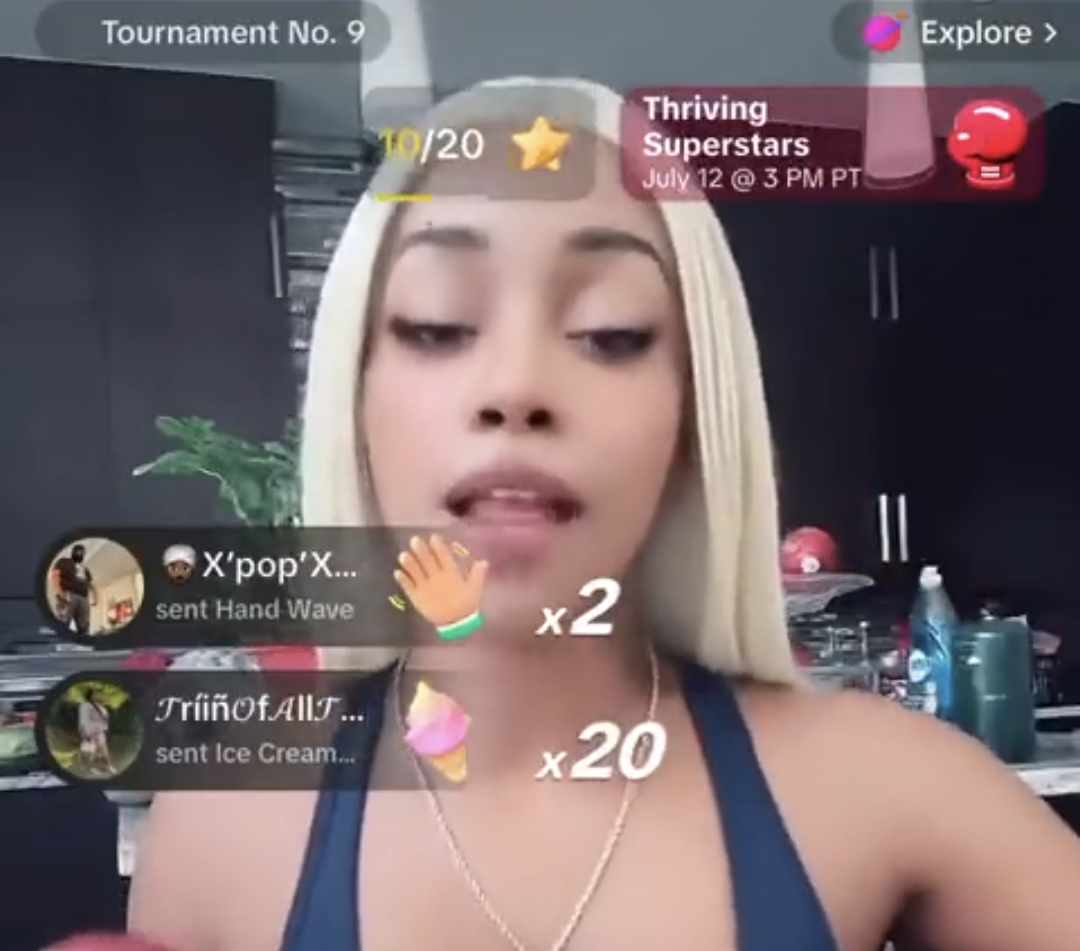 Tournament No. 9
Explore >
10/20
Thriving
Superstars
July 12 @ 3 PM PT
X'pop'X...
sent Hand Wave
x2
𝒯ríiñ𝒪f𝒜ll𝒯...
sent Ice Cream...
x20